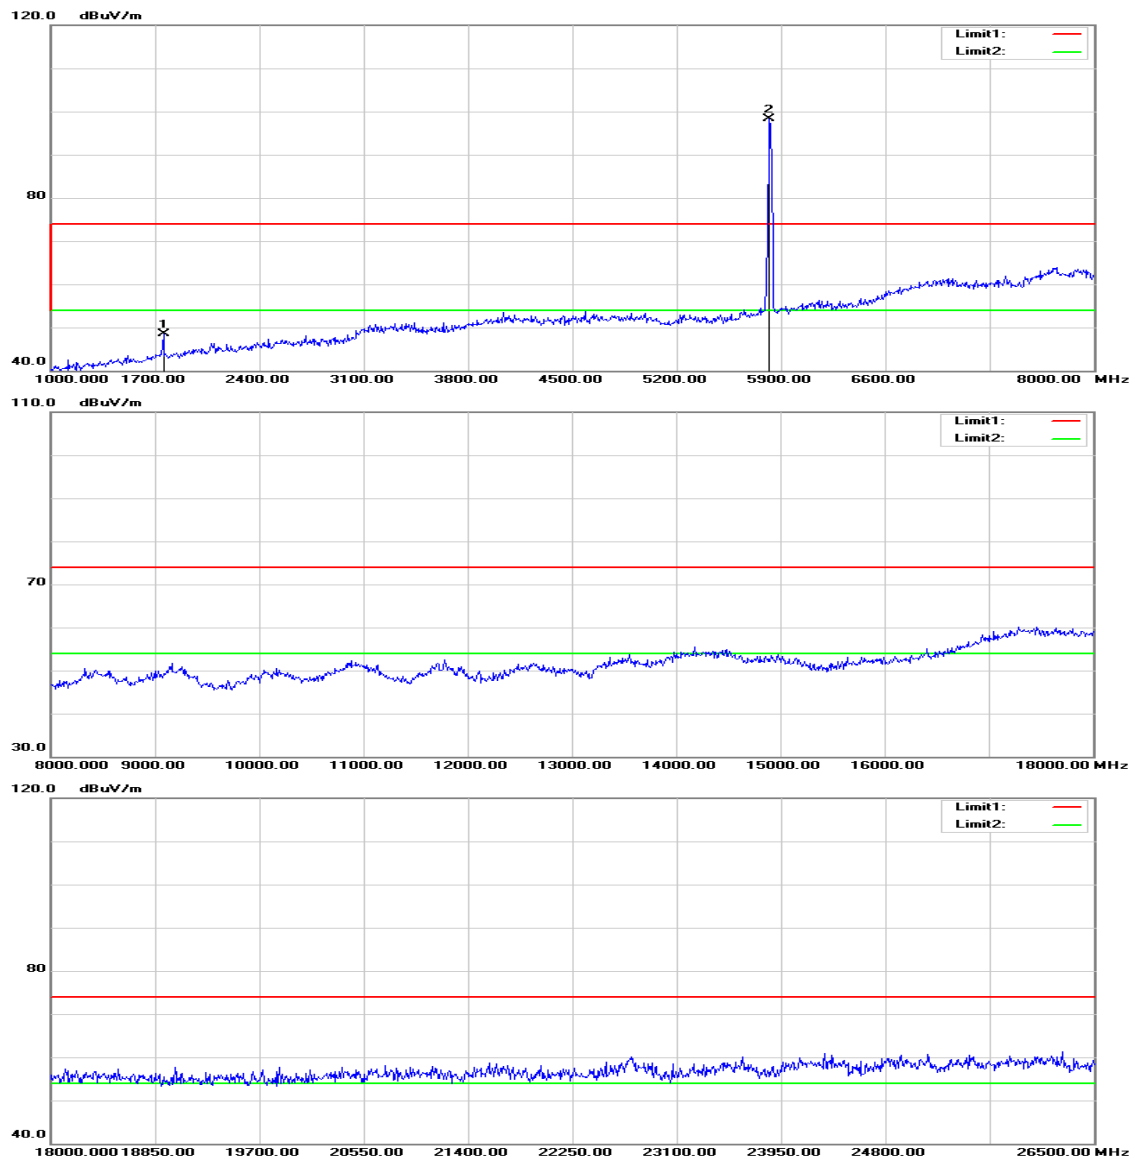 120.0 dBuV/m
Limit1:
Limit2:
2
80
1
40.0
1000.000 1700.00 2400.00 3100.00 3800.00 4500.00 5200.00 5900.00 6600.00 8000.00 MHz
110.0 dBuV/m
Limit1:
Limit2:
70
30.0
8000.000 9000.00 10000.00 11000.00 12000.00 13000.00 14000.00 15000.00 16000.00 18000.00 MHz
120.0 dBuV/m
Limit1:
Limit2:
80
40.0
18000.000 18850.00 19700.00 20550.00 21400.00 22250.00 23100.00 23950.00 24800.00 26500.00 MHz